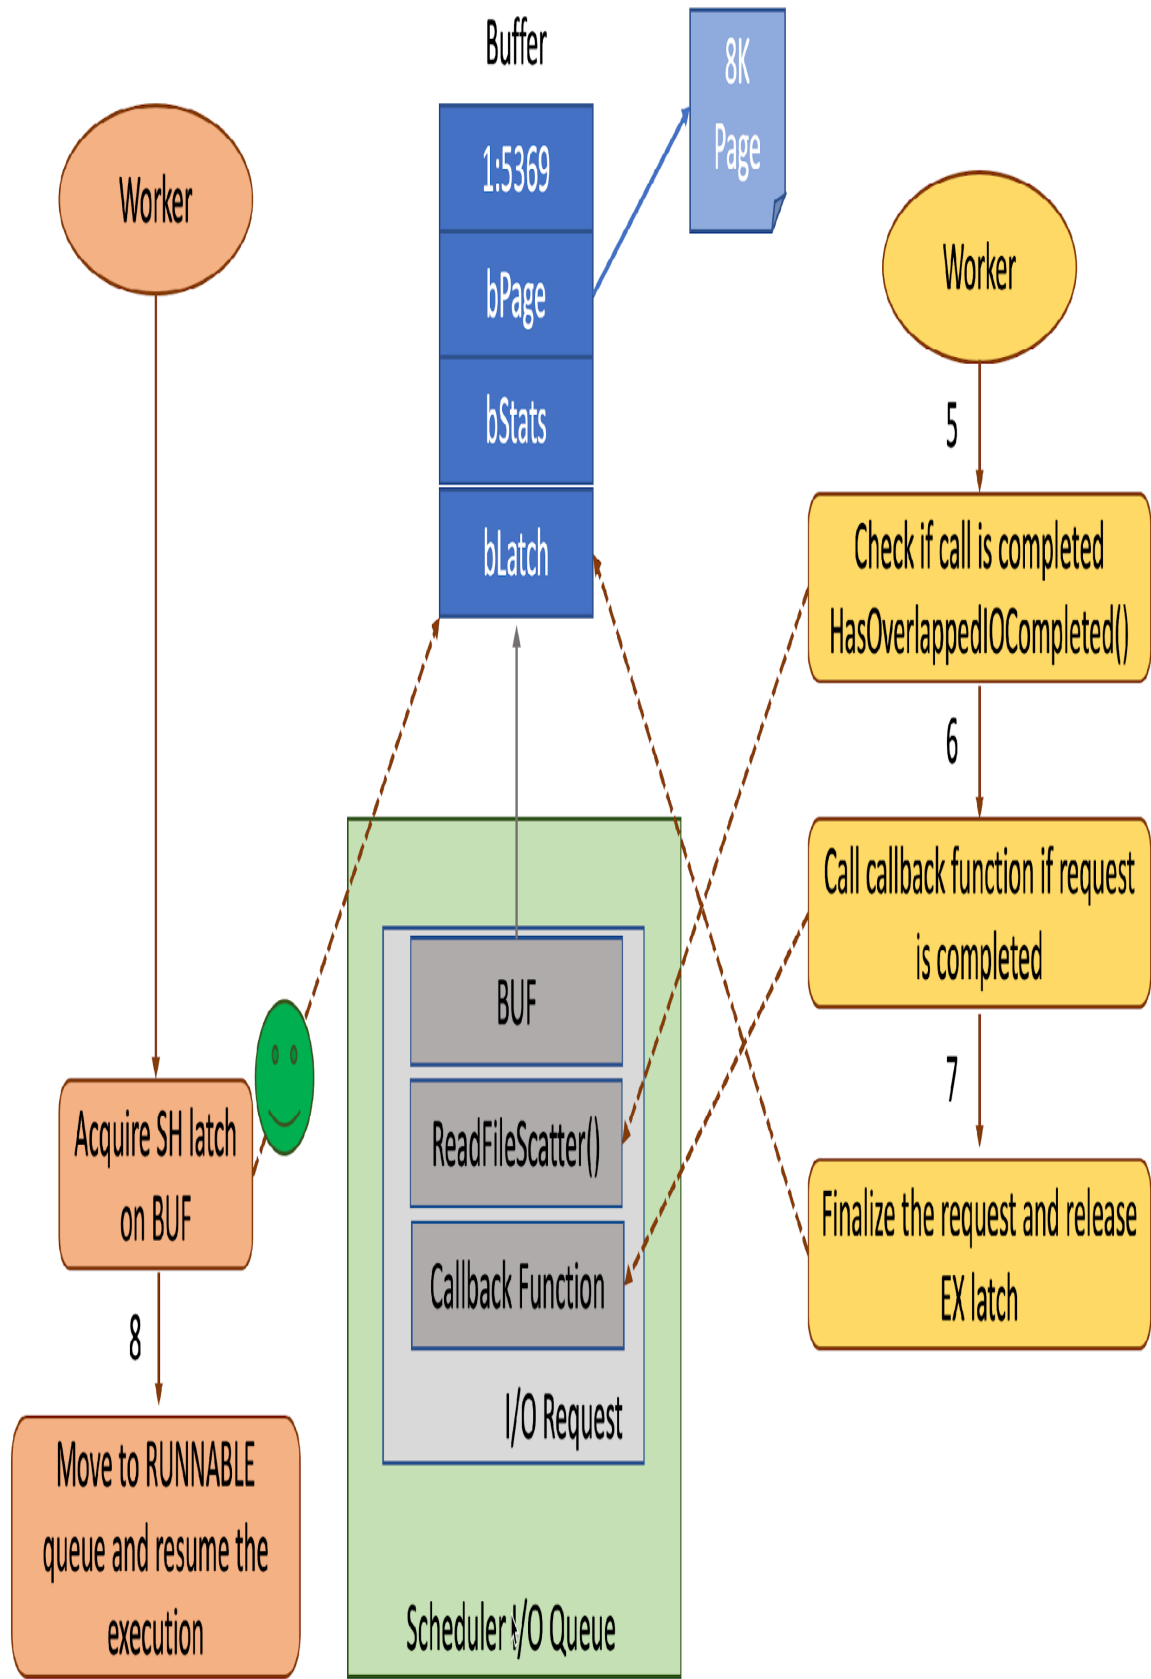 Buffer
8K
Page
1:5369
Worker
Worker
bPage
bStats
5
bLatch
Check if call is completed
HasOverlappedIOCompleted()
6
Call callback function if request
is completed
BUF
7
Acquire SH latch
on BUF
ReadFileScatter()
Finalize the request and release
EX latch
Callback Function
8
I/O Request
Move to RUNNABLE
queue and resume the
execution
Scheduler I/O Queue